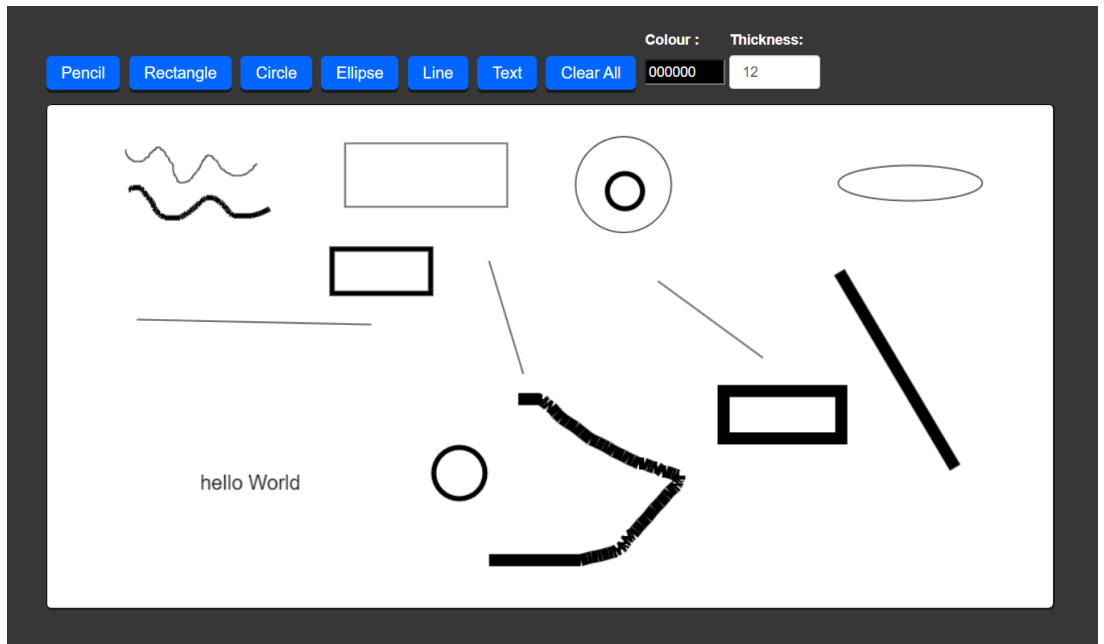 Colour : Thickness:
Pencil Rectangle Circle Ellipse Line Text Clear All 000000 12
hello World